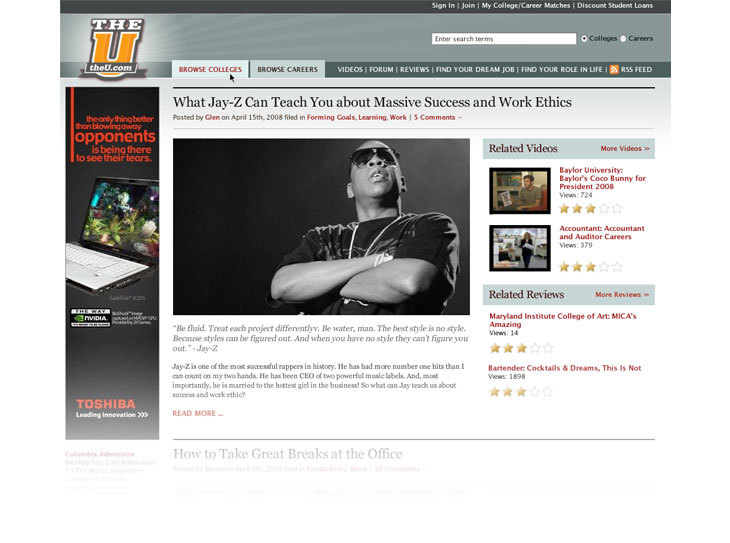 Sign In | Join | My College/Career Matches | Discount Student Loans
THE
U
theU.com
Enter search terms
Colleges Careers
BROWSE COLLEGES BROWSE CAREERS VIDEOS | FORUM | REVIEWS | FIND YOUR DREAM JOB | FIND YOUR ROLE IN LIFE | RSS FEED
the only thing better
than blowing away
opponents
is being there
to see their tears.
Satellite X205
THE WAY
NVIDIA
TOSHIBA
Leading Innovation >>>
Columbia Admission
We Help You Gain Admission
To The Most Competitive
Colleges & Schools
What Jay-Z Can Teach You about Massive Success and Work Ethics
Posted by Glen on April 15th, 2008 filed in Forming Goals, Learning, Work | 5 Comments »
“Be fluid. Treat each project differentlyv. Be water, man. The best style is no style.
Because styles can be figured out. And when you have no style they can’t figure you
out.” - Jay-Z
Jay-Z is one of the most successful rappers in history. He has had more number one hits than I
can count on my two hands. He has been CEO of two powerful music labels. And, most
importantly, he is married to the hottest girl in the business! So what can Jay teach us about
success and work ethic?
READ MORE ...
Related Videos More Videos »
Baylor University:
Baylor's Coco Bunny for
President 2008
Views: 724
Accountant: Accountant
and Auditor Careers
Views: 379
Related Reviews More Reviews »
Maryland Institute College of Art: MICA's
Amazing
Views: 14
Bartender: Cocktails & Dreams, This Is Not
Views: 1898
How to Take Great Breaks at the Office
Posted by Bryan on April 9th, 2008 filed in Productivity, Work | 10 Comments »